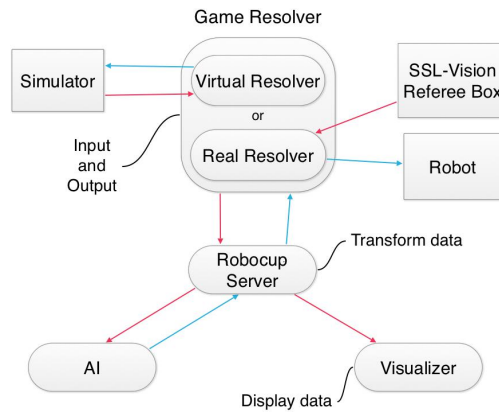 Game Resolver
Simulator
Virtual Resolver
or
Real Resolver
SSL-Vision
Referee Box
Robot
Input
and
Output
Robocup
Server
Transform data
AI
Visualizer
Display data